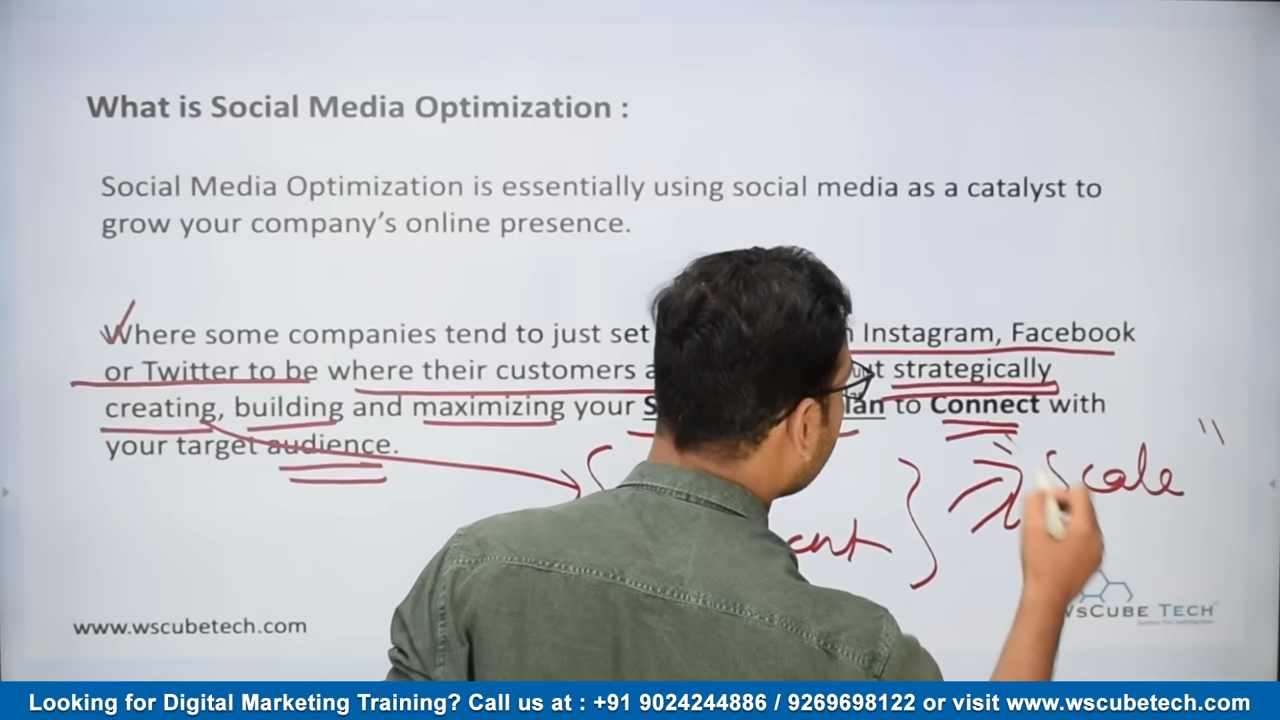 What is Social Media Optimization :
Social Media Optimization is essentially using social media as a catalyst to
grow your company's online presence.
Where some companies tend to just set Instagram, Facebook
or Twitter to be where their customers strategically
creating, building and maximizing your to Connect with
your target audience.
Scale "
www.wscubetech.com
WsCube Tech
Looking for Digital Marketing Training? Call us at : +91 9024244886 / 9269698122 or visit www.wscubetech.com